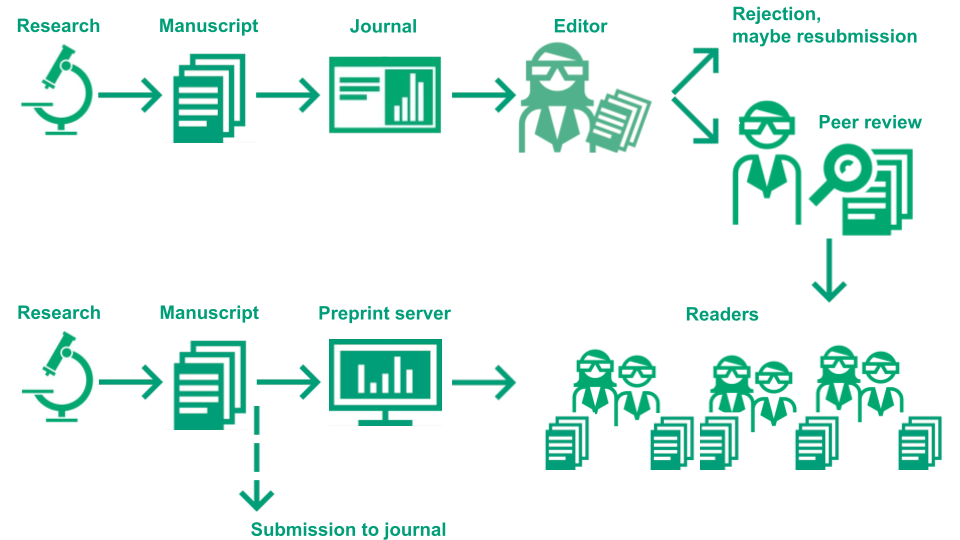 Research
Manuscript
Journal
Editor
Rejection,
maybe resubmission
Peer review
Research
Manuscript
Preprint server
Readers
Submission to journal